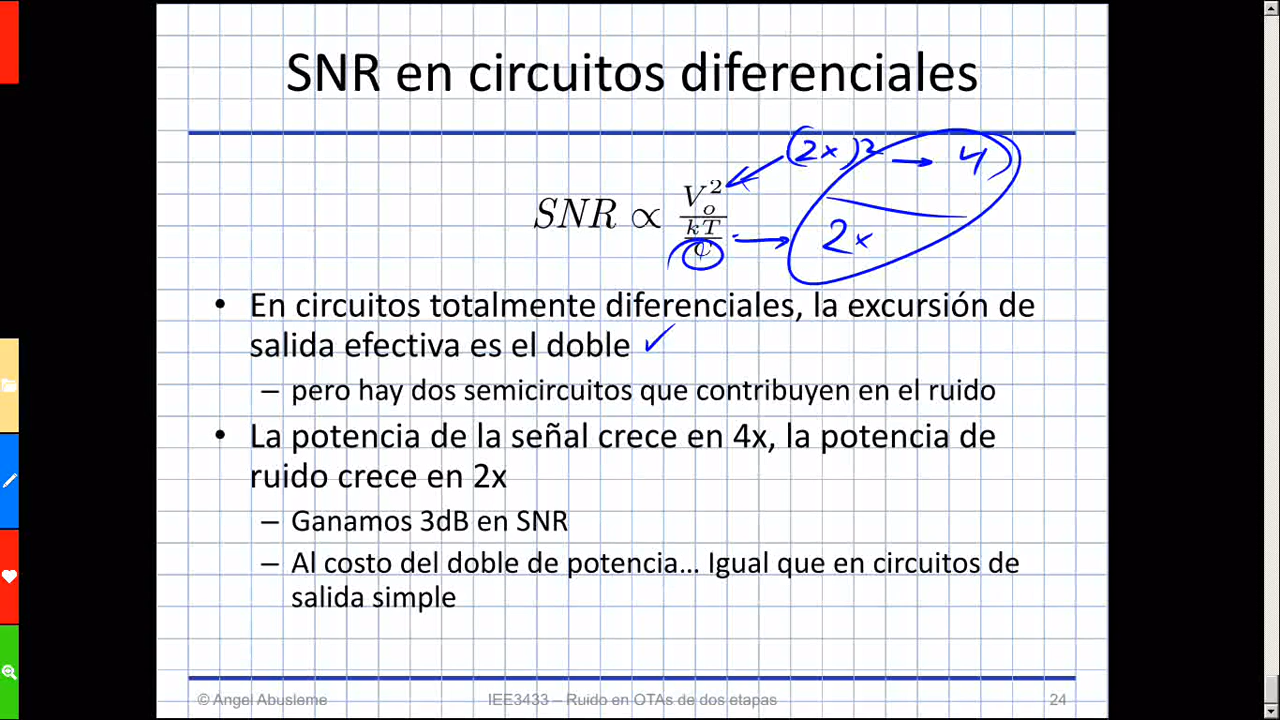 SNR en circuitos diferenciales
(2x)² → 4
SNR ∝ V_o² / (kT / C) → 2x
• En circuitos totalmente diferenciales, la excursión de
salida efectiva es el doble ✓
– pero hay dos semicircuitos que contribuyen en el ruido
• La potencia de la señal crece en 4x, la potencia de
ruido crece en 2x
– Ganamos 3dB en SNR
– Al costo del doble de potencia... Igual que en circuitos de
salida simple
© Angel Abusleme IEE3433 – Ruido en OTAs de dos etapas 24